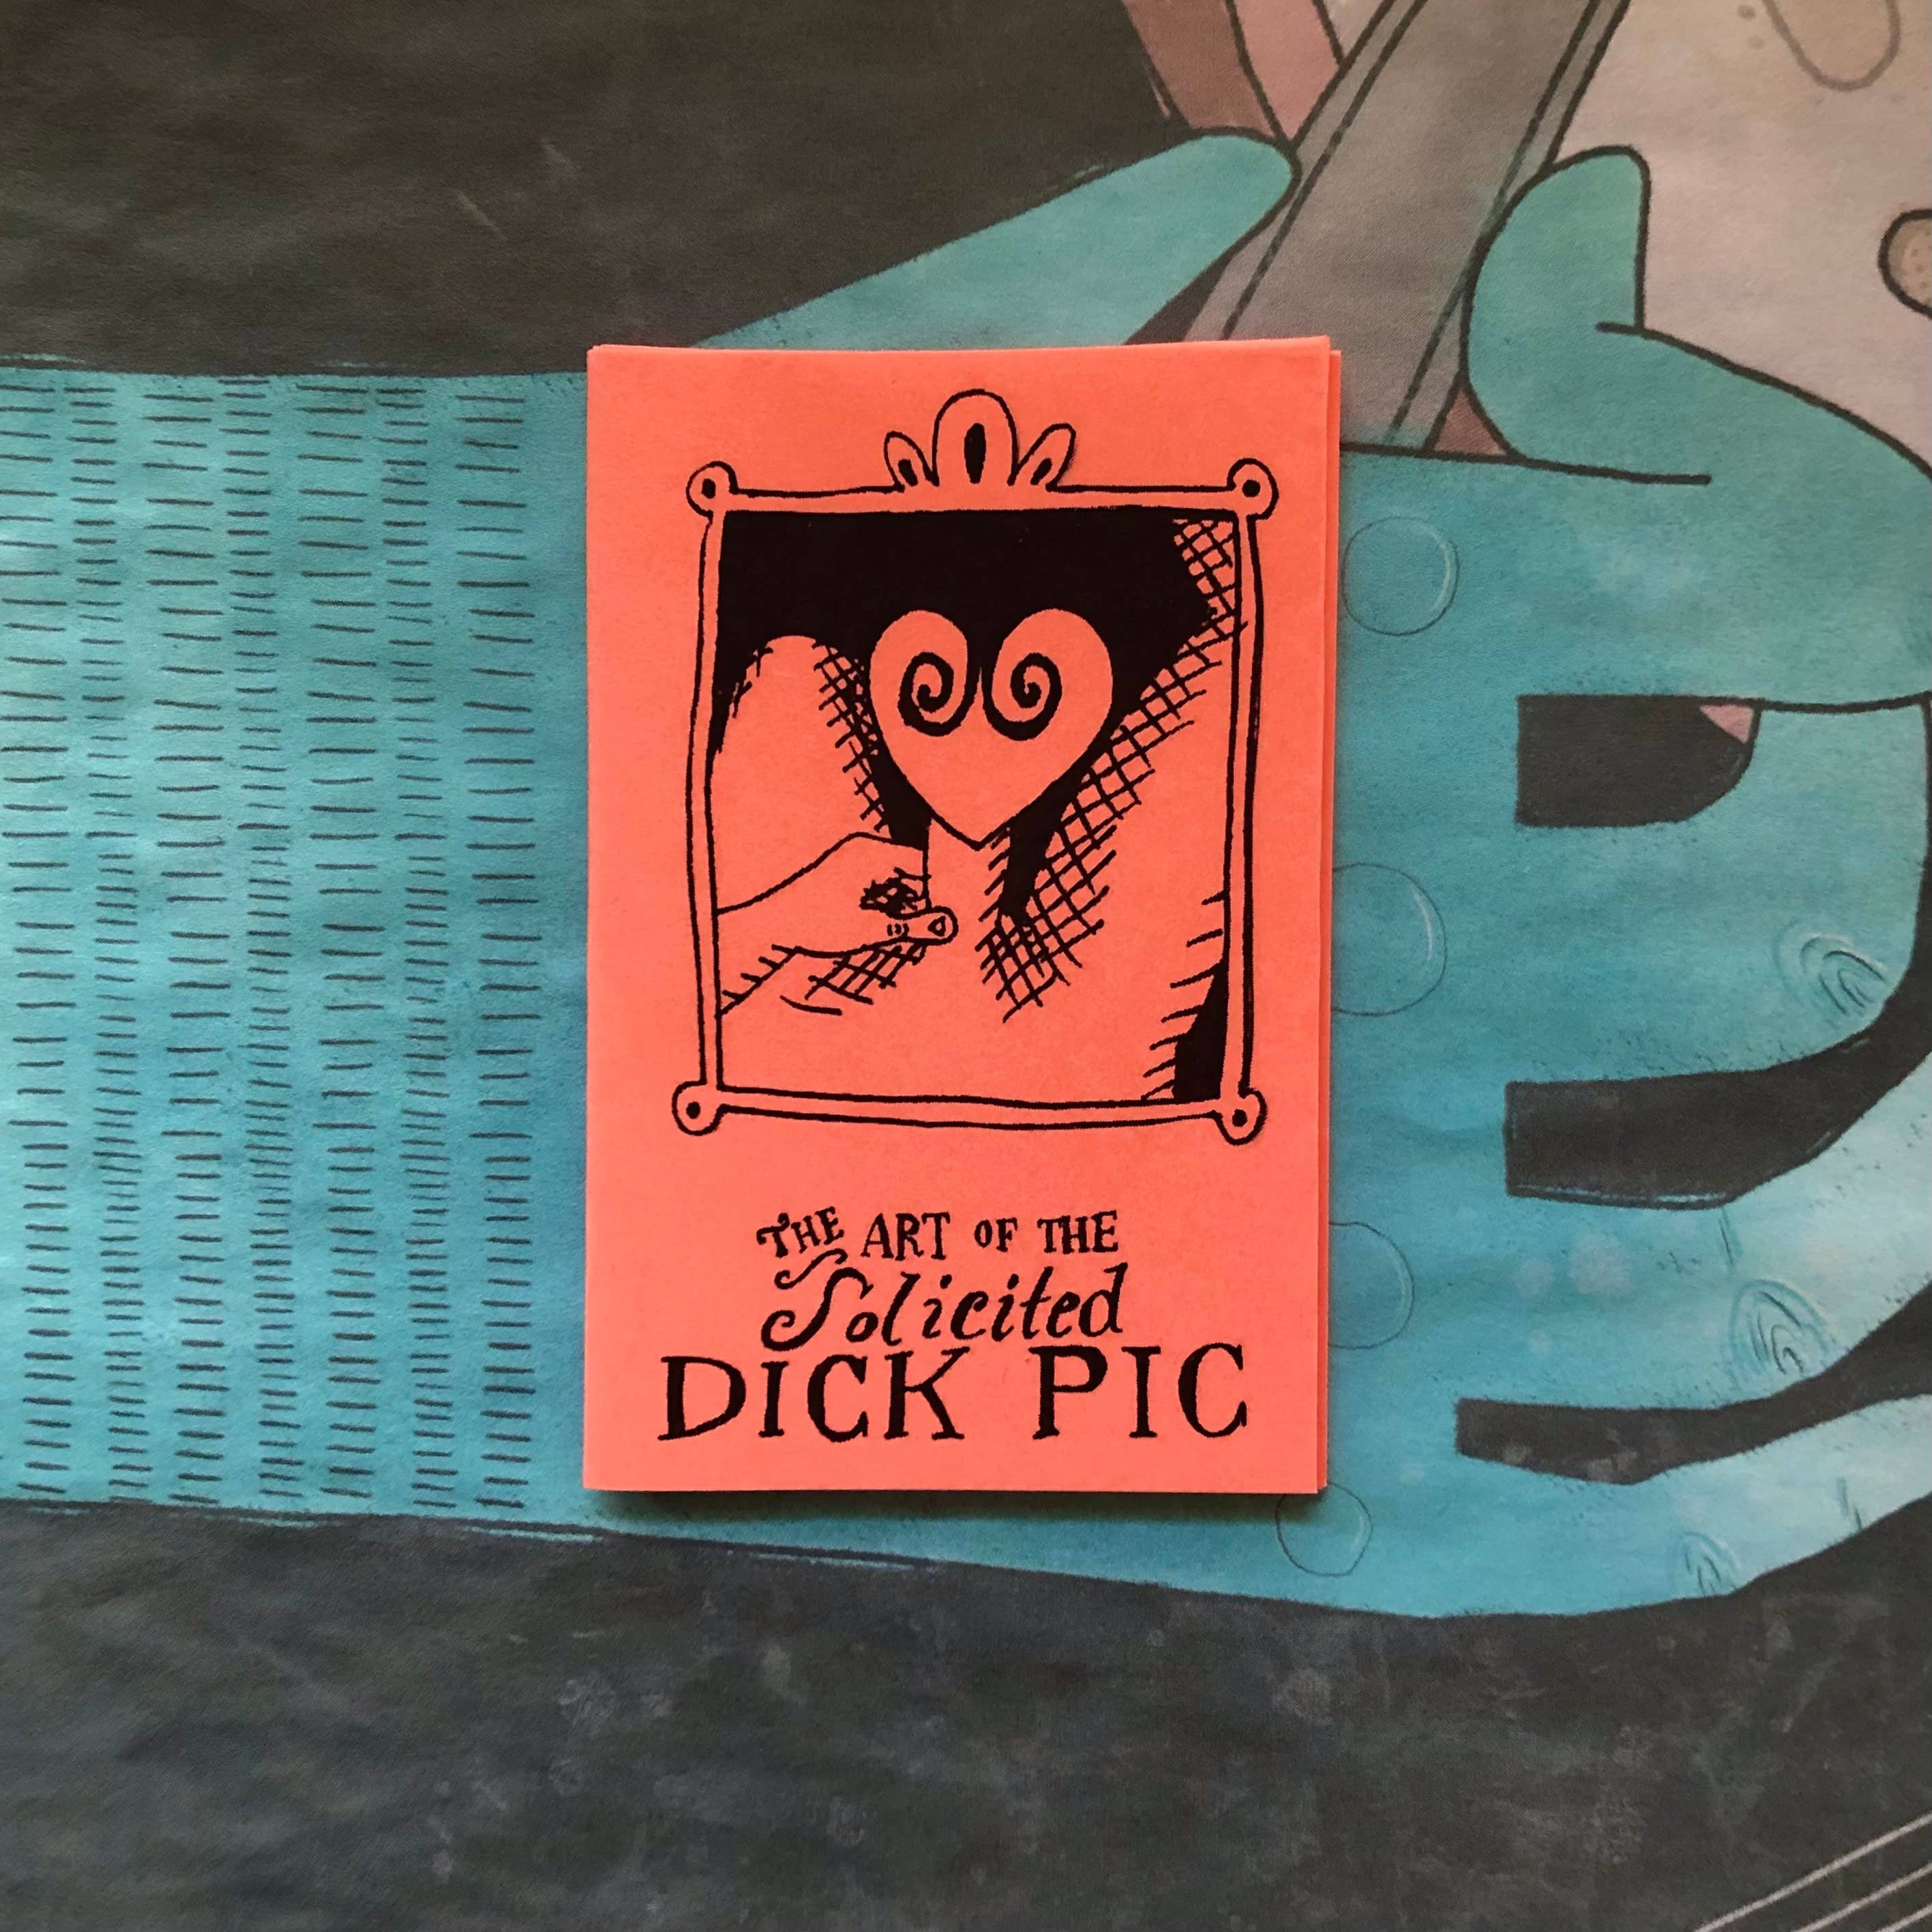 THE ART OF THE
Solicited
DICK PIC